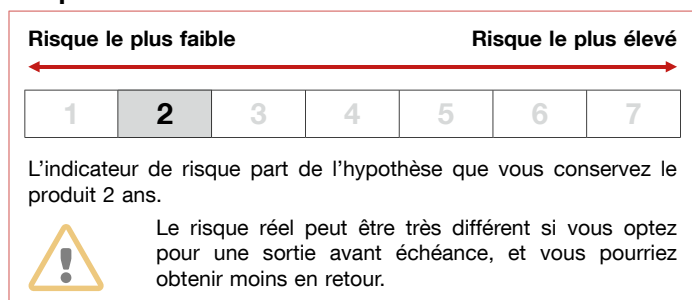 Risque le plus faible Risque le plus élevé
1 2 3 4 5 6 7
L'indicateur de risque part de l'hypothèse que vous conservez le
produit 2 ans.
Le risque réel peut être très différent si vous optez
pour une sortie avant échéance, et vous pourriez
obtenir moins en retour.